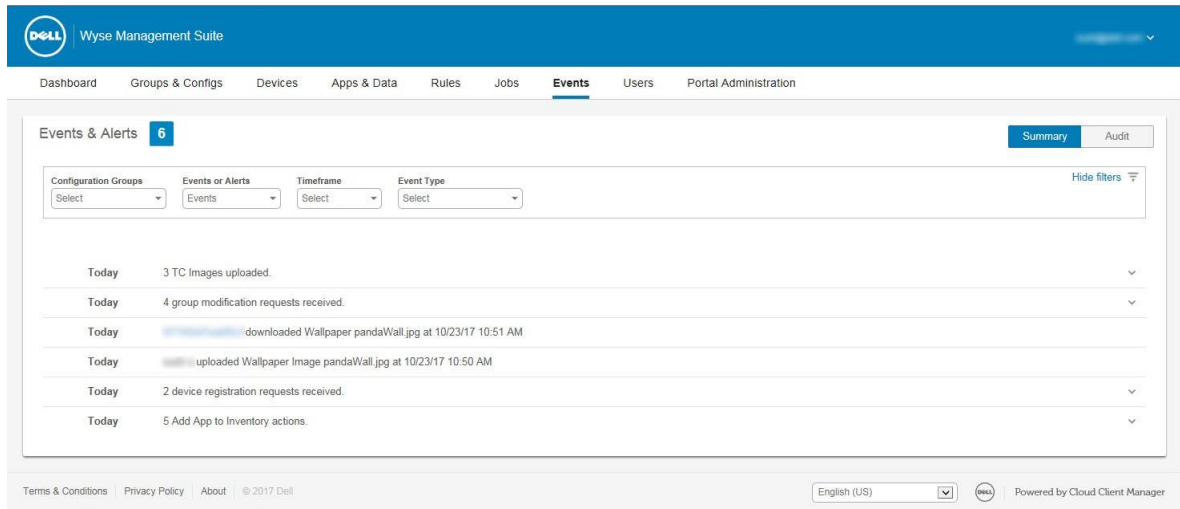 DELL Wyse Management Suite
Dashboard Groups & Configs Devices Apps & Data Rules Jobs Events Users Portal Administration
Events & Alerts 6 Summary Audit
Configuration Groups Events or Alerts Timeframe Event Type Hide filters
Select Events Select Select
Today 3 TC Images uploaded.
Today 4 group modification requests received.
Today downloaded Wallpaper pandaWall.jpg at 10/23/17 10:51 AM
Today uploaded Wallpaper Image pandaWall.jpg at 10/23/17 10:50 AM
Today 2 device registration requests received.
Today 5 Add App to Inventory actions.
Terms & Conditions Privacy Policy About © 2017 Dell English (US) DELL Powered by Cloud Client Manager